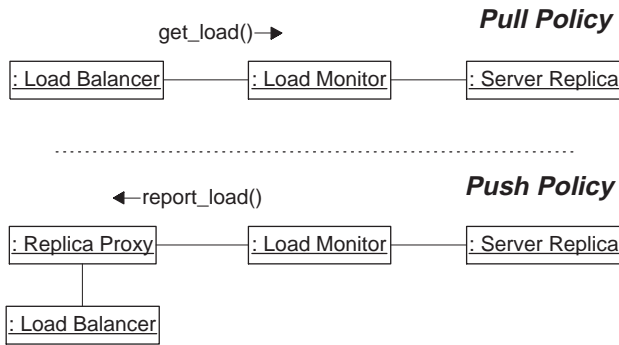 Pull Policy
get_load()
: Load Balancer
: Load Monitor
: Server Replica
Push Policy
report_load()
: Replica Proxy
: Load Monitor
: Server Replica
: Load Balancer